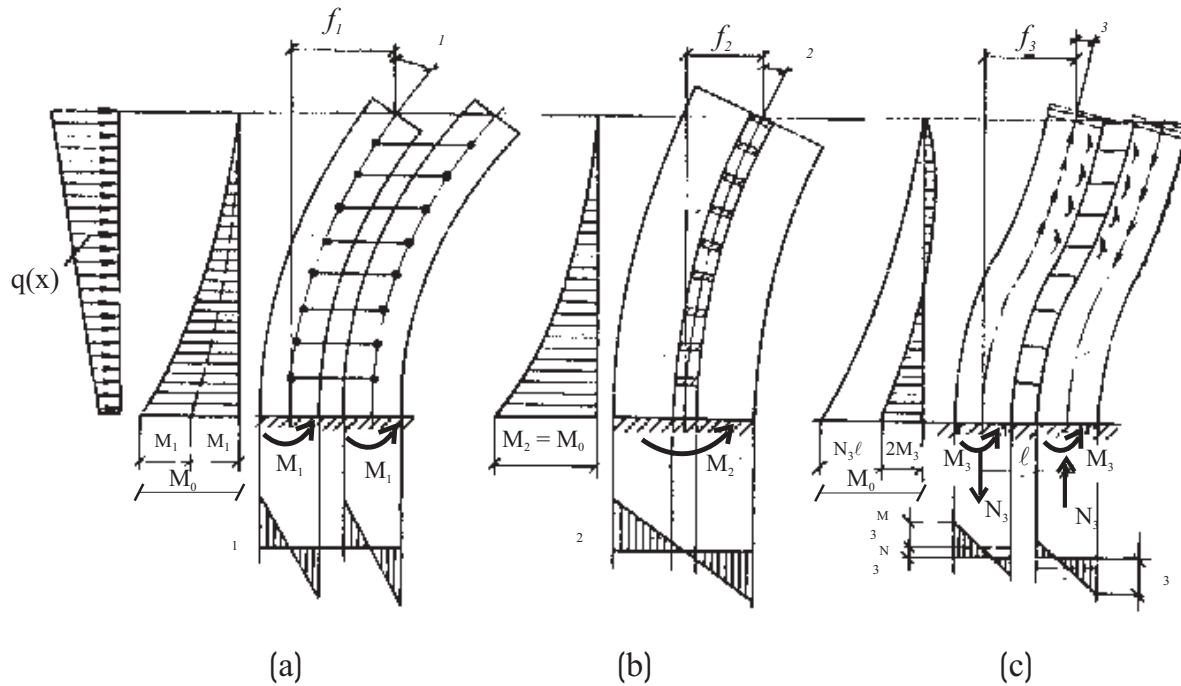 f₁
1
f₂
2
f₃
3
q(x)
M₁ M₁
M₀
M₁ M₁
1
M₂ = M₀
M₂
2
N₃ℓ 2M₃
M₀
M₃ ℓ M₃
N₃ N₃
M
3
N
3
3
(a) (b) (c)